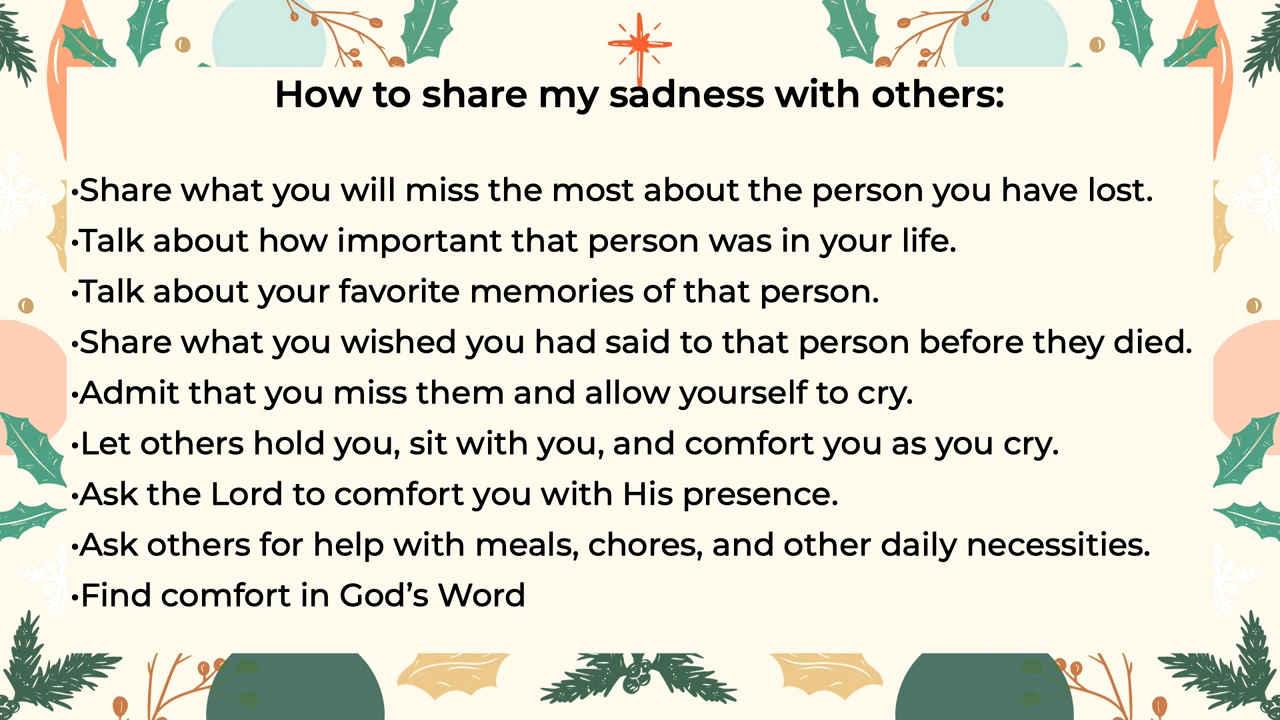 How to share my sadness with others:
•Share what you will miss the most about the person you have lost.
•Talk about how important that person was in your life.
•Talk about your favorite memories of that person.
•Share what you wished you had said to that person before they died.
•Admit that you miss them and allow yourself to cry.
•Let others hold you, sit with you, and comfort you as you cry.
•Ask the Lord to comfort you with His presence.
•Ask others for help with meals, chores, and other daily necessities.
•Find comfort in God’s Word